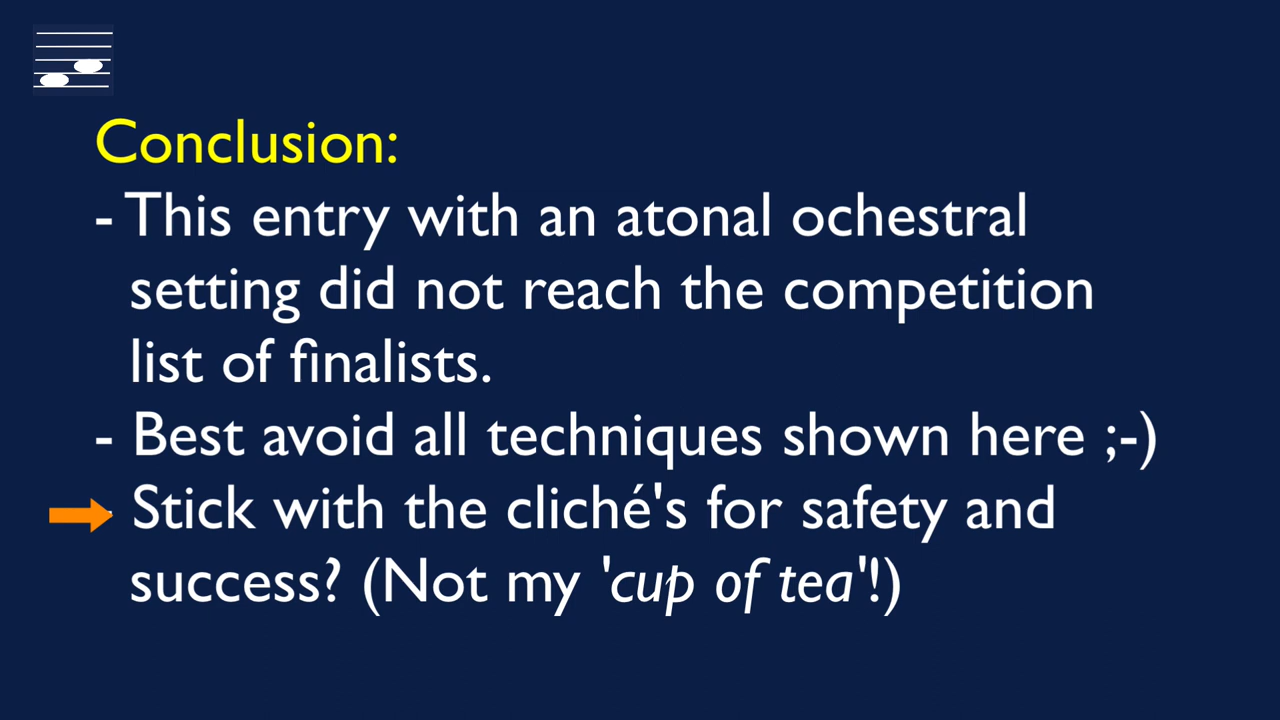 Conclusion:
- This entry with an atonal ochestral
setting did not reach the competition
list of finalists.
- Best avoid all techniques shown here ;-)
- Stick with the cliché's for safety and
success? (Not my 'cup of tea'!)